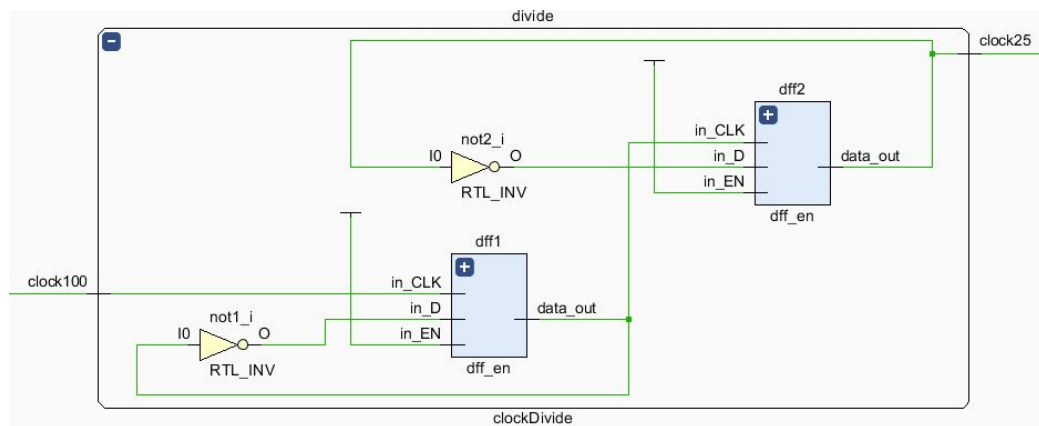 divide
clock25
dff2
in_CLK
not2_i
I0
O
in_D
data_out
in_EN
RTL_INV
dff_en
dff1
clock100
in_CLK
not1_i
in_D
data_out
I0
O
in_EN
RTL_INV
dff_en
clockDivide